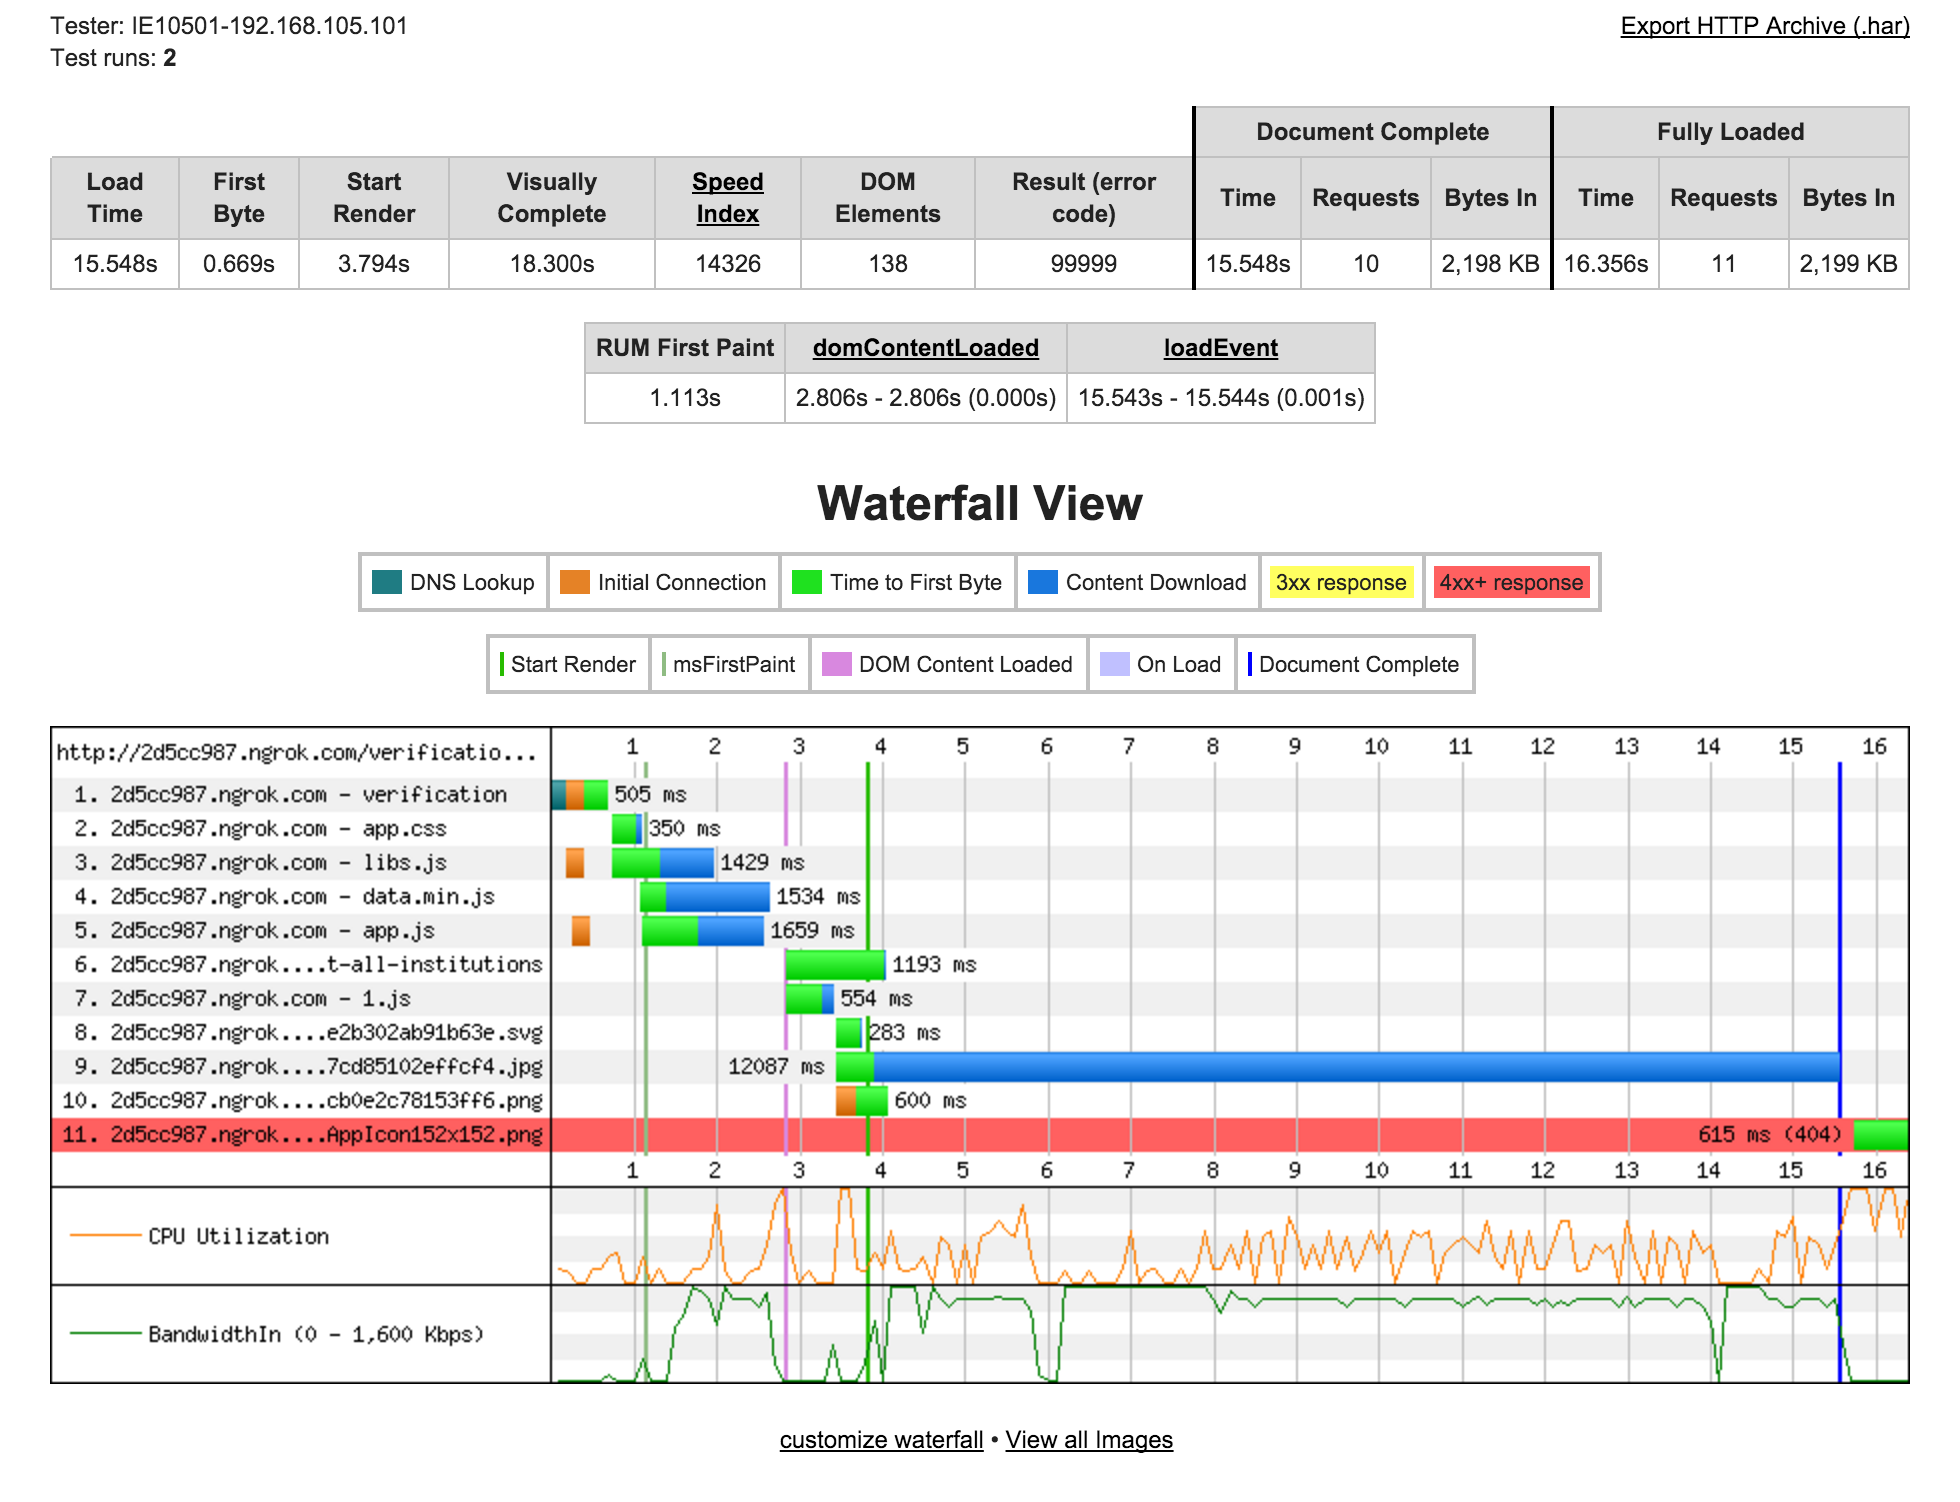 Tester: IE10501-192.168.105.101
Export HTTP Archive (.har)
Test runs: 2
Document Complete
Fully Loaded
Load Time
First Byte
Start Render
Visually Complete
Speed Index
DOM Elements
Result (error code)
Time
Requests
Bytes In
Time
Requests
Bytes In
15.548s
0.669s
3.794s
18.300s
14326
138
99999
15.548s
10
2,198 KB
16.356s
11
2,199 KB
RUM First Paint
domContentLoaded
loadEvent
1.113s
2.806s - 2.806s (0.000s)
15.543s - 15.544s (0.001s)
Waterfall View
DNS Lookup
Initial Connection
Time to First Byte
Content Download
3xx response
4xx+ response
Start Render
msFirstPaint
DOM Content Loaded
On Load
Document Complete
http://2d5cc987.ngrok.com/verificatio...
1 2 3 4 5 6 7 8 9 10 11 12 13 14 15 16
1. 2d5cc987.ngrok.com - verification 505 ms
2. 2d5cc987.ngrok.com - app.css 350 ms
3. 2d5cc987.ngrok.com - libs.js 1429 ms
4. 2d5cc987.ngrok.com - data.min.js 1534 ms
5. 2d5cc987.ngrok.com - app.js 1659 ms
6. 2d5cc987.ngrok....t-all-institutions 1193 ms
7. 2d5cc987.ngrok.com - 1.js 554 ms
8. 2d5cc987.ngrok....e2b302ab91b63e.svg 283 ms
9. 2d5cc987.ngrok....7cd85102effcf4.jpg 12087 ms
10. 2d5cc987.ngrok....cb0e2c78153ff6.png 600 ms
11. 2d5cc987.ngrok....AppIcon152x152.png 615 ms (404)
1 2 3 4 5 6 7 8 9 10 11 12 13 14 15 16
CPU Utilization
BandwidthIn (0 - 1,600 Kbps)
customize waterfall • View all Images